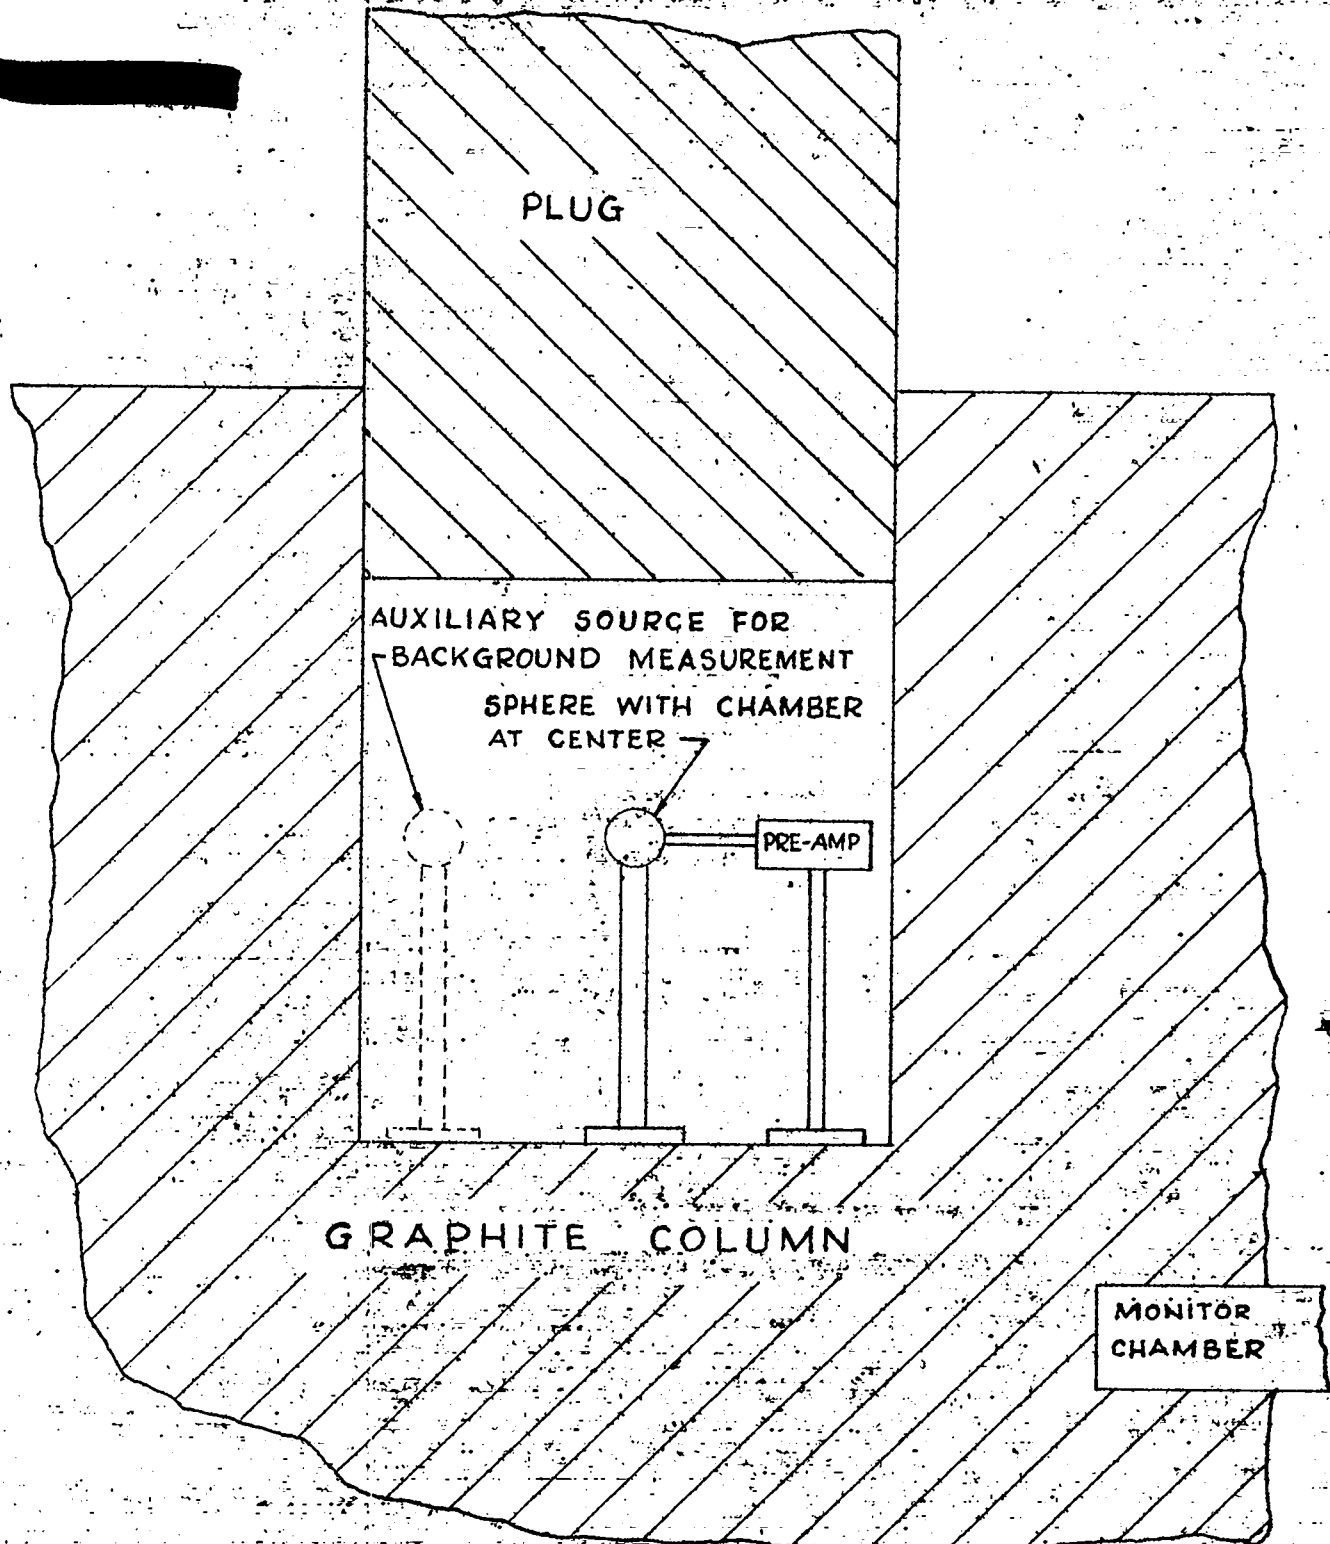 PLUG
AUXILIARY SOURCE FOR
BACKGROUND MEASUREMENT
SPHERE WITH CHAMBER
AT CENTER
PRE-AMP
GRAPHITE COLUMN
MONITOR
CHAMBER